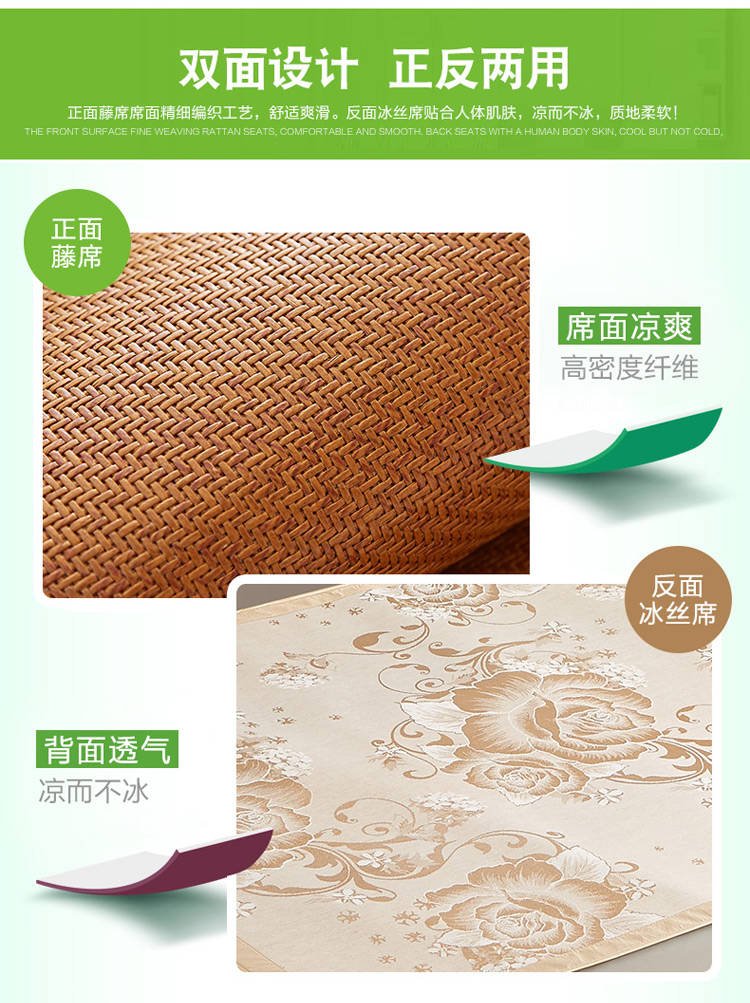 双面设计 正反两用
正面藤席席面精细编织工艺，舒适爽滑。反面冰丝席贴合人体肌肤，凉而不冰，质地柔软！
THE FRONT SURFACE FINE WEAVING RATTAN SEATS, COMFORTABLE AND SMOOTH. BACK SEATS WITH A HUMAN BODY SKIN, COOL BUT NOT COLD,
正面
藤席
席面凉爽
高密度纤维
反面
冰丝席
背面透气
凉而不冰